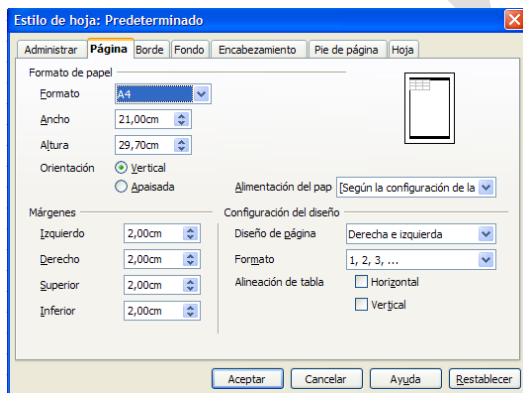 Estilo de hoja: Predeterminado
Administrar Página Borde Fondo Encabezamiento Pie de página Hoja
Formato de papel
Formato A4
Ancho 21,00cm
Altura 29,70cm
Orientación Vertical
Apaisada Alimentación del pap [Según la configuración de la
Márgenes Configuración del diseño
Izquierdo 2,00cm Diseño de página Derecha e izquierda
Derecho 2,00cm Formato 1, 2, 3, ...
Superior 2,00cm Alineación de tabla Horizontal
Inferior 2,00cm Vertical
Aceptar Cancelar Ayuda Restablecer